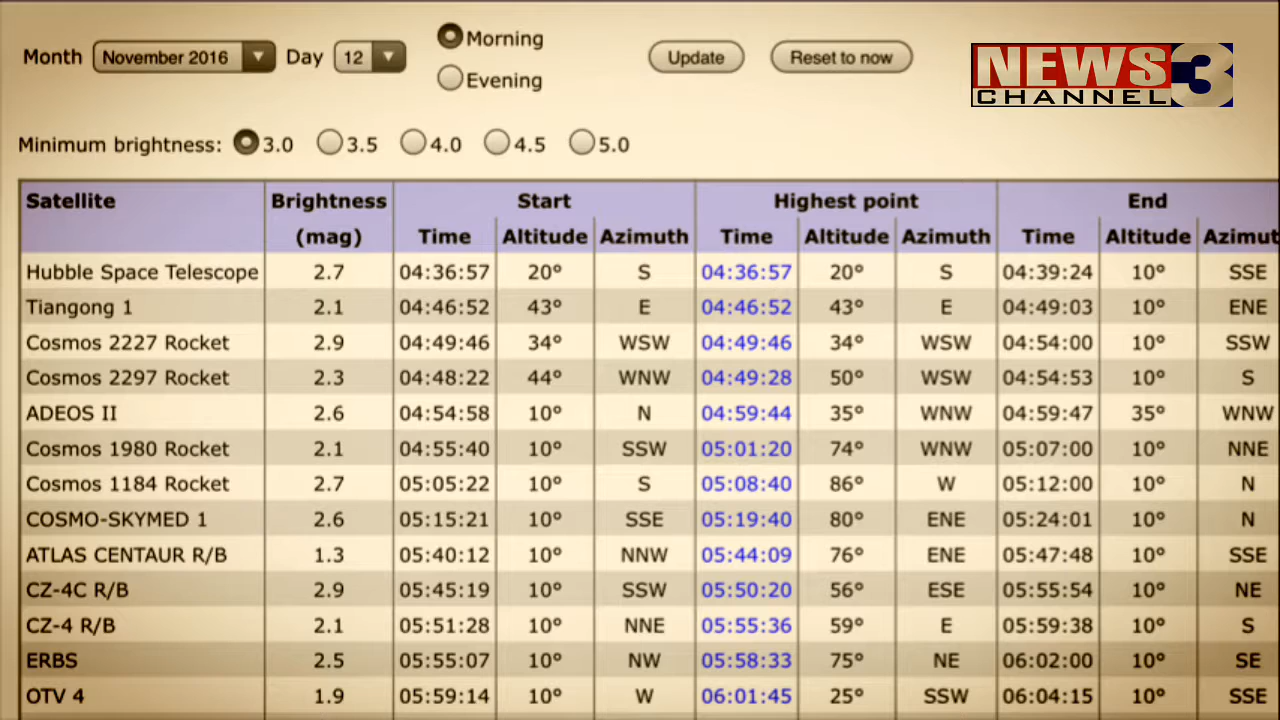 Month November 2016 Day 12 Morning Update Reset to now
Evening
NEWS 3
CHANNEL
Minimum brightness: 3.0 3.5 4.0 4.5 5.0
Satellite Brightness Start Highest point End
(mag) Time Altitude Azimuth Time Altitude Azimuth Time Altitude Azimut
Hubble Space Telescope 2.7 04:36:57 20° S 04:36:57 20° S 04:39:24 10° SSE
Tiangong 1 2.1 04:46:52 43° E 04:46:52 43° E 04:49:03 10° ENE
Cosmos 2227 Rocket 2.9 04:49:46 34° WSW 04:49:46 34° WSW 04:54:00 10° SSW
Cosmos 2297 Rocket 2.3 04:48:22 44° WNW 04:49:28 50° WSW 04:54:53 10° S
ADEOS II 2.6 04:54:58 10° N 04:59:44 35° WNW 04:59:47 35° WNW
Cosmos 1980 Rocket 2.1 04:55:40 10° SSW 05:01:20 74° WNW 05:07:00 10° NNE
Cosmos 1184 Rocket 2.7 05:05:22 10° S 05:08:40 86° W 05:12:00 10° N
COSMO-SKYMED 1 2.6 05:15:21 10° SSE 05:19:40 80° ENE 05:24:01 10° N
ATLAS CENTAUR R/B 1.3 05:40:12 10° NNW 05:44:09 76° ENE 05:47:48 10° SSE
CZ-4C R/B 2.9 05:45:19 10° SSW 05:50:20 56° ESE 05:55:54 10° NE
CZ-4 R/B 2.1 05:51:28 10° NNE 05:55:36 59° E 05:59:38 10° S
ERBS 2.5 05:55:07 10° NW 05:58:33 75° NE 06:02:00 10° SE
OTV 4 1.9 05:59:14 10° W 06:01:45 25° SSW 06:04:15 10° SSE